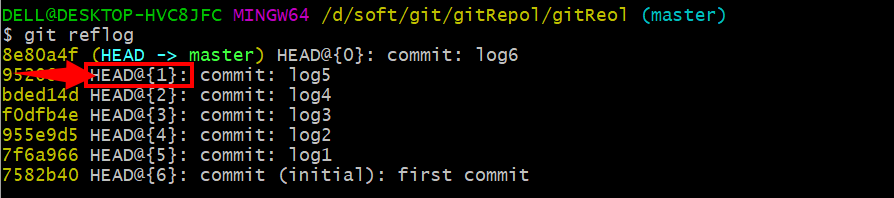 DELL@DESKTOP-HVC8JFC MINGW64 /d/soft/git/gitRepol/gitReol (master)
$ git reflog
8e80a4f (HEAD -> master) HEAD@{0}: commit: log6
HEAD@{1}: commit: log5
bded14d HEAD@{2}: commit: log4
f0dfb4e HEAD@{3}: commit: log3
955e9d5 HEAD@{4}: commit: log2
7f6a966 HEAD@{5}: commit: log1
7582b40 HEAD@{6}: commit (initial): first commit